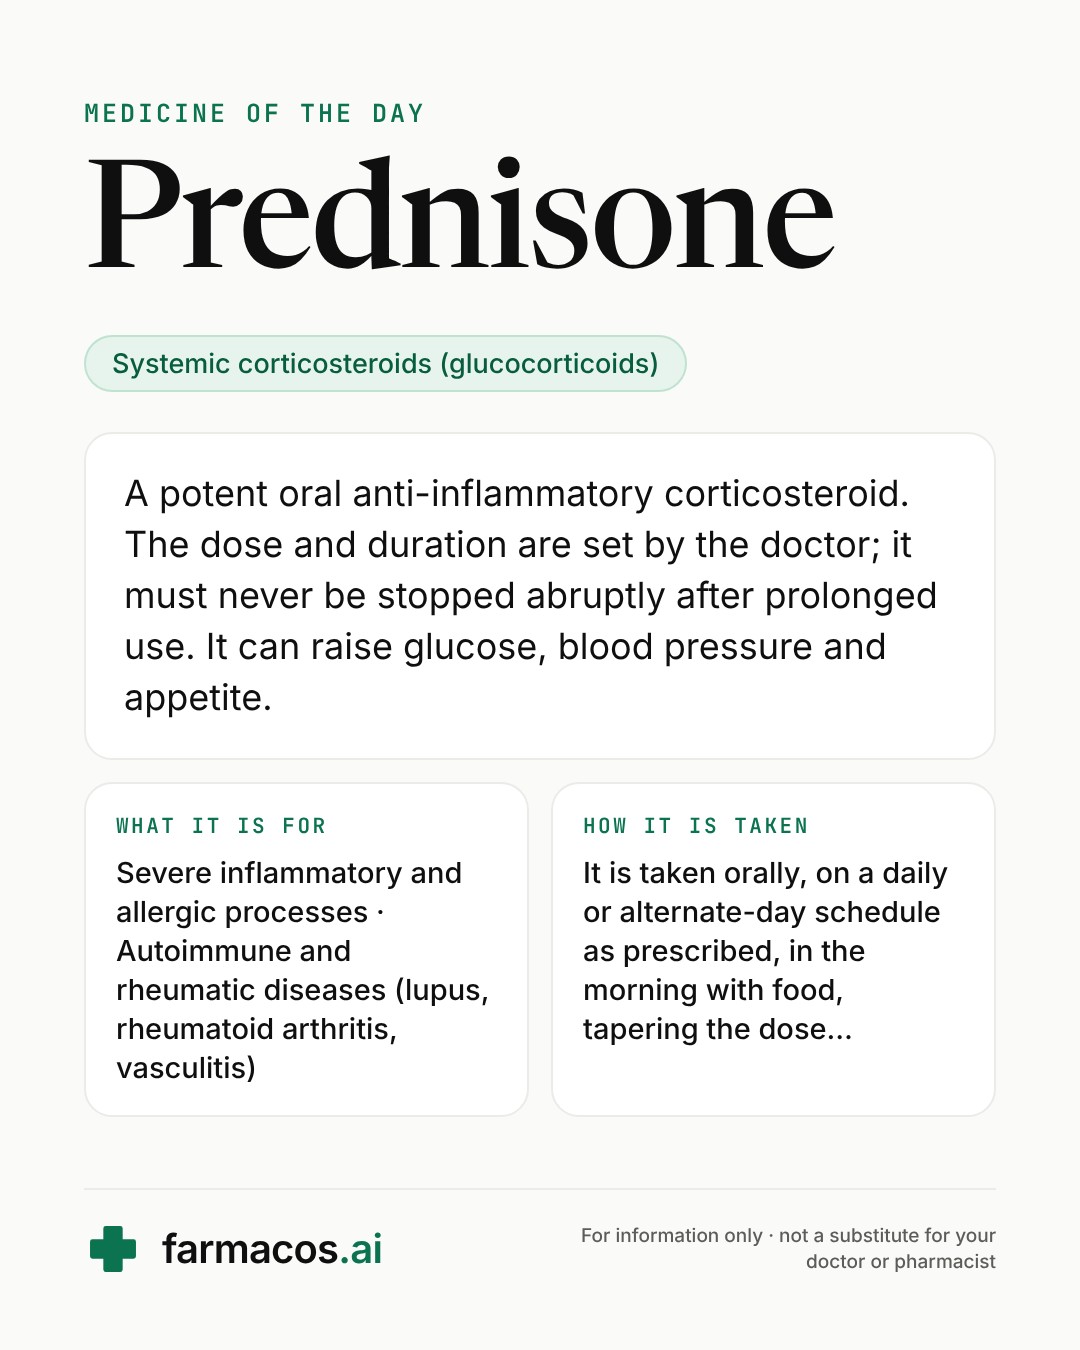 MEDICINE OF THE DAY
Prednisone
Systemic corticosteroids (glucocorticoids)
A potent oral anti-inflammatory corticosteroid.
The dose and duration are set by the doctor; it
must never be stopped abruptly after prolonged
use. It can raise glucose, blood pressure and
appetite.
WHAT IT IS FOR
Severe inflammatory and
allergic processes ·
Autoimmune and
rheumatic diseases (lupus,
rheumatoid arthritis,
vasculitis)
HOW IT IS TAKEN
It is taken orally, on a daily
or alternate-day schedule
as prescribed, in the
morning with food,
tapering the dose...
farmacos.ai
For information only · not a substitute for your
doctor or pharmacist